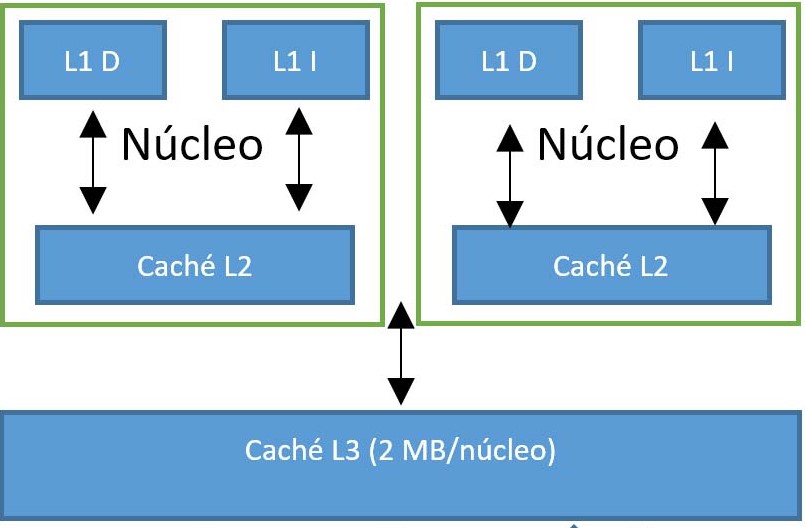 L1 D
L1 I
Núcleo
Caché L2
L1 D
L1 I
Núcleo
Caché L2
Caché L3 (2 MB/núcleo)